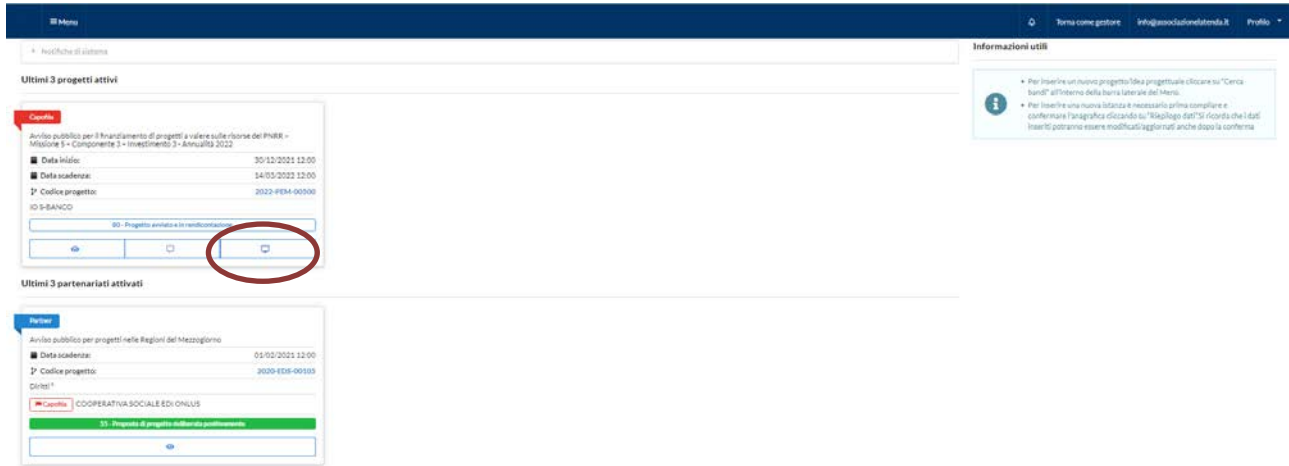 Menu
Torna come gestore
info@associazionelatenda.it
Profilo
Notifiche di sistema
Ultimi 3 progetti attivi
Capofila
Avviso pubblico per il finanziamento di progetti a valere sulle risorse del PNRR –
Missione 5 – Componente 3 – Investimento 3 - Annualità 2022
Data inizio: 30/12/2021 12:00
Data scadenza: 14/03/2022 12:00
Codice progetto: 2022-PEM-00500
IO S-BANCO
80 - Progetto avviato e in rendicontazione
Ultimi 3 partenariati attivati
Partner
Avviso pubblico per progetti nelle Regioni del Mezzogiorno
Data scadenza: 01/02/2021 12:00
Codice progetto: 2020-EDS-00103
Capofila COOPERATIVA SOCIALE EDI ONLUS
35 - Proposta di progetto deliberata positivamente
Informazioni utili
Per inserire un nuovo progetto/idea progettuale cliccare su "Cerca
bandi" all'interno della barra laterale del Menù.
Per inserire una nuova istanza è necessario prima compilare e
confermare l'anagrafica cliccando su "Riepilogo dati" Si ricorda che i dati
inseriti potranno essere modificati/aggiornati anche dopo la conferma